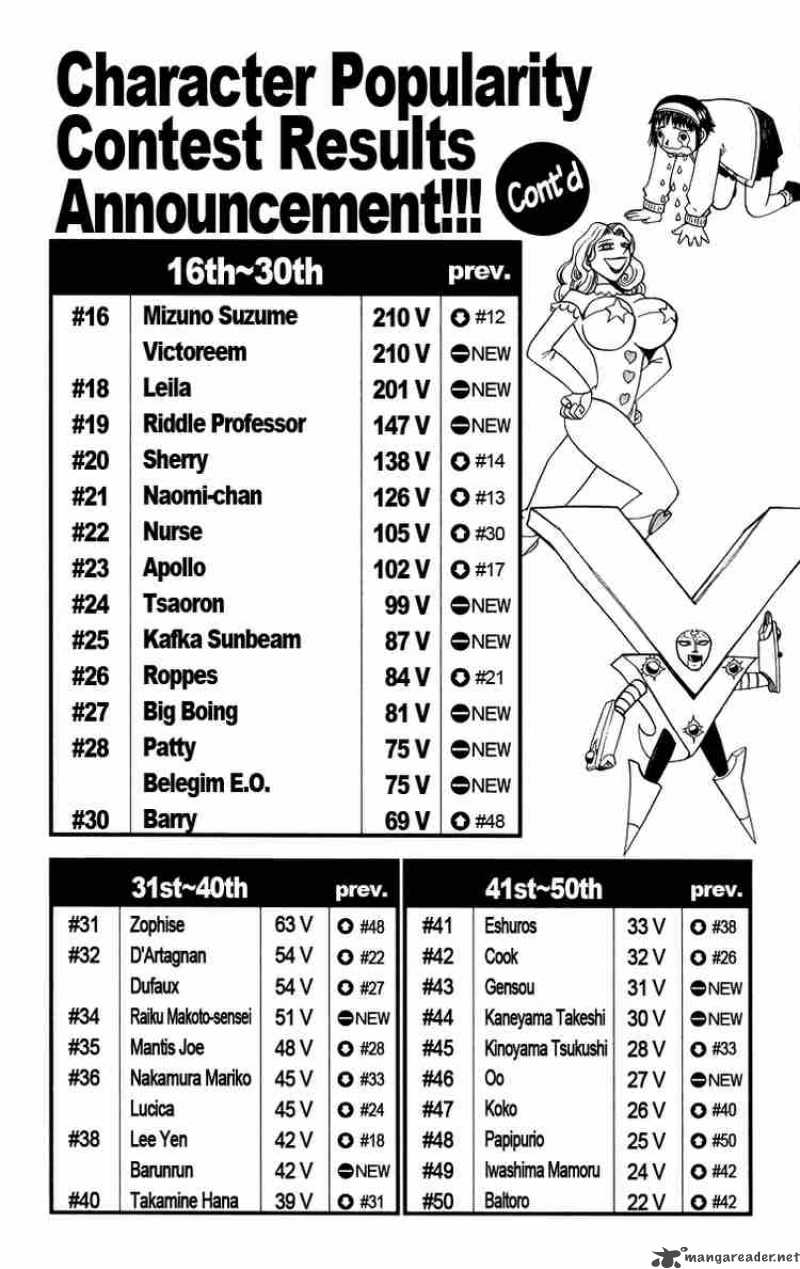 Character Popularity
Contest Results
Announcement!!!
Cont'd
16th~30th prev.
#16 Mizuno Suzume 210 V #12
Victoreem 210 V NEW
#18 Leila 201 V NEW
#19 Riddle Professor 147 V NEW
#20 Sherry 138 V #14
#21 Naomi-chan 126 V #13
#22 Nurse 105 V #30
#23 Apollo 102 V #17
#24 Tsaoron 99 V NEW
#25 Kafka Sunbeam 87 V NEW
#26 Roppes 84 V #21
#27 Big Boing 81 V NEW
#28 Patty 75 V NEW
Belegim E.O. 75 V NEW
#30 Barry 69 V #48
31st~40th prev.
#31 Zophise 63 V #48
#32 D'Artagnan 54 V #22
Dufaux 54 V #27
#34 Raiku Makoto-sensei 51 V NEW
#35 Mantis Joe 48 V #28
#36 Nakamura Mariko 45 V #33
Lucica 45 V #24
#38 Lee Yen 42 V #18
Barunrun 42 V NEW
#40 Takamine Hana 39 V #31
41st~50th prev.
#41 Eshuros 33 V #38
#42 Cook 32 V #26
#43 Gensou 31 V NEW
#44 Kaneyama Takeshi 30 V NEW
#45 Kinoyama Tsukushi 28 V #33
#46 Oo 27 V NEW
#47 Koko 26 V #40
#48 Papipurio 25 V #50
#49 Iwashima Mamoru 24 V #42
#50 Baltoro 22 V #42
mangareader.net